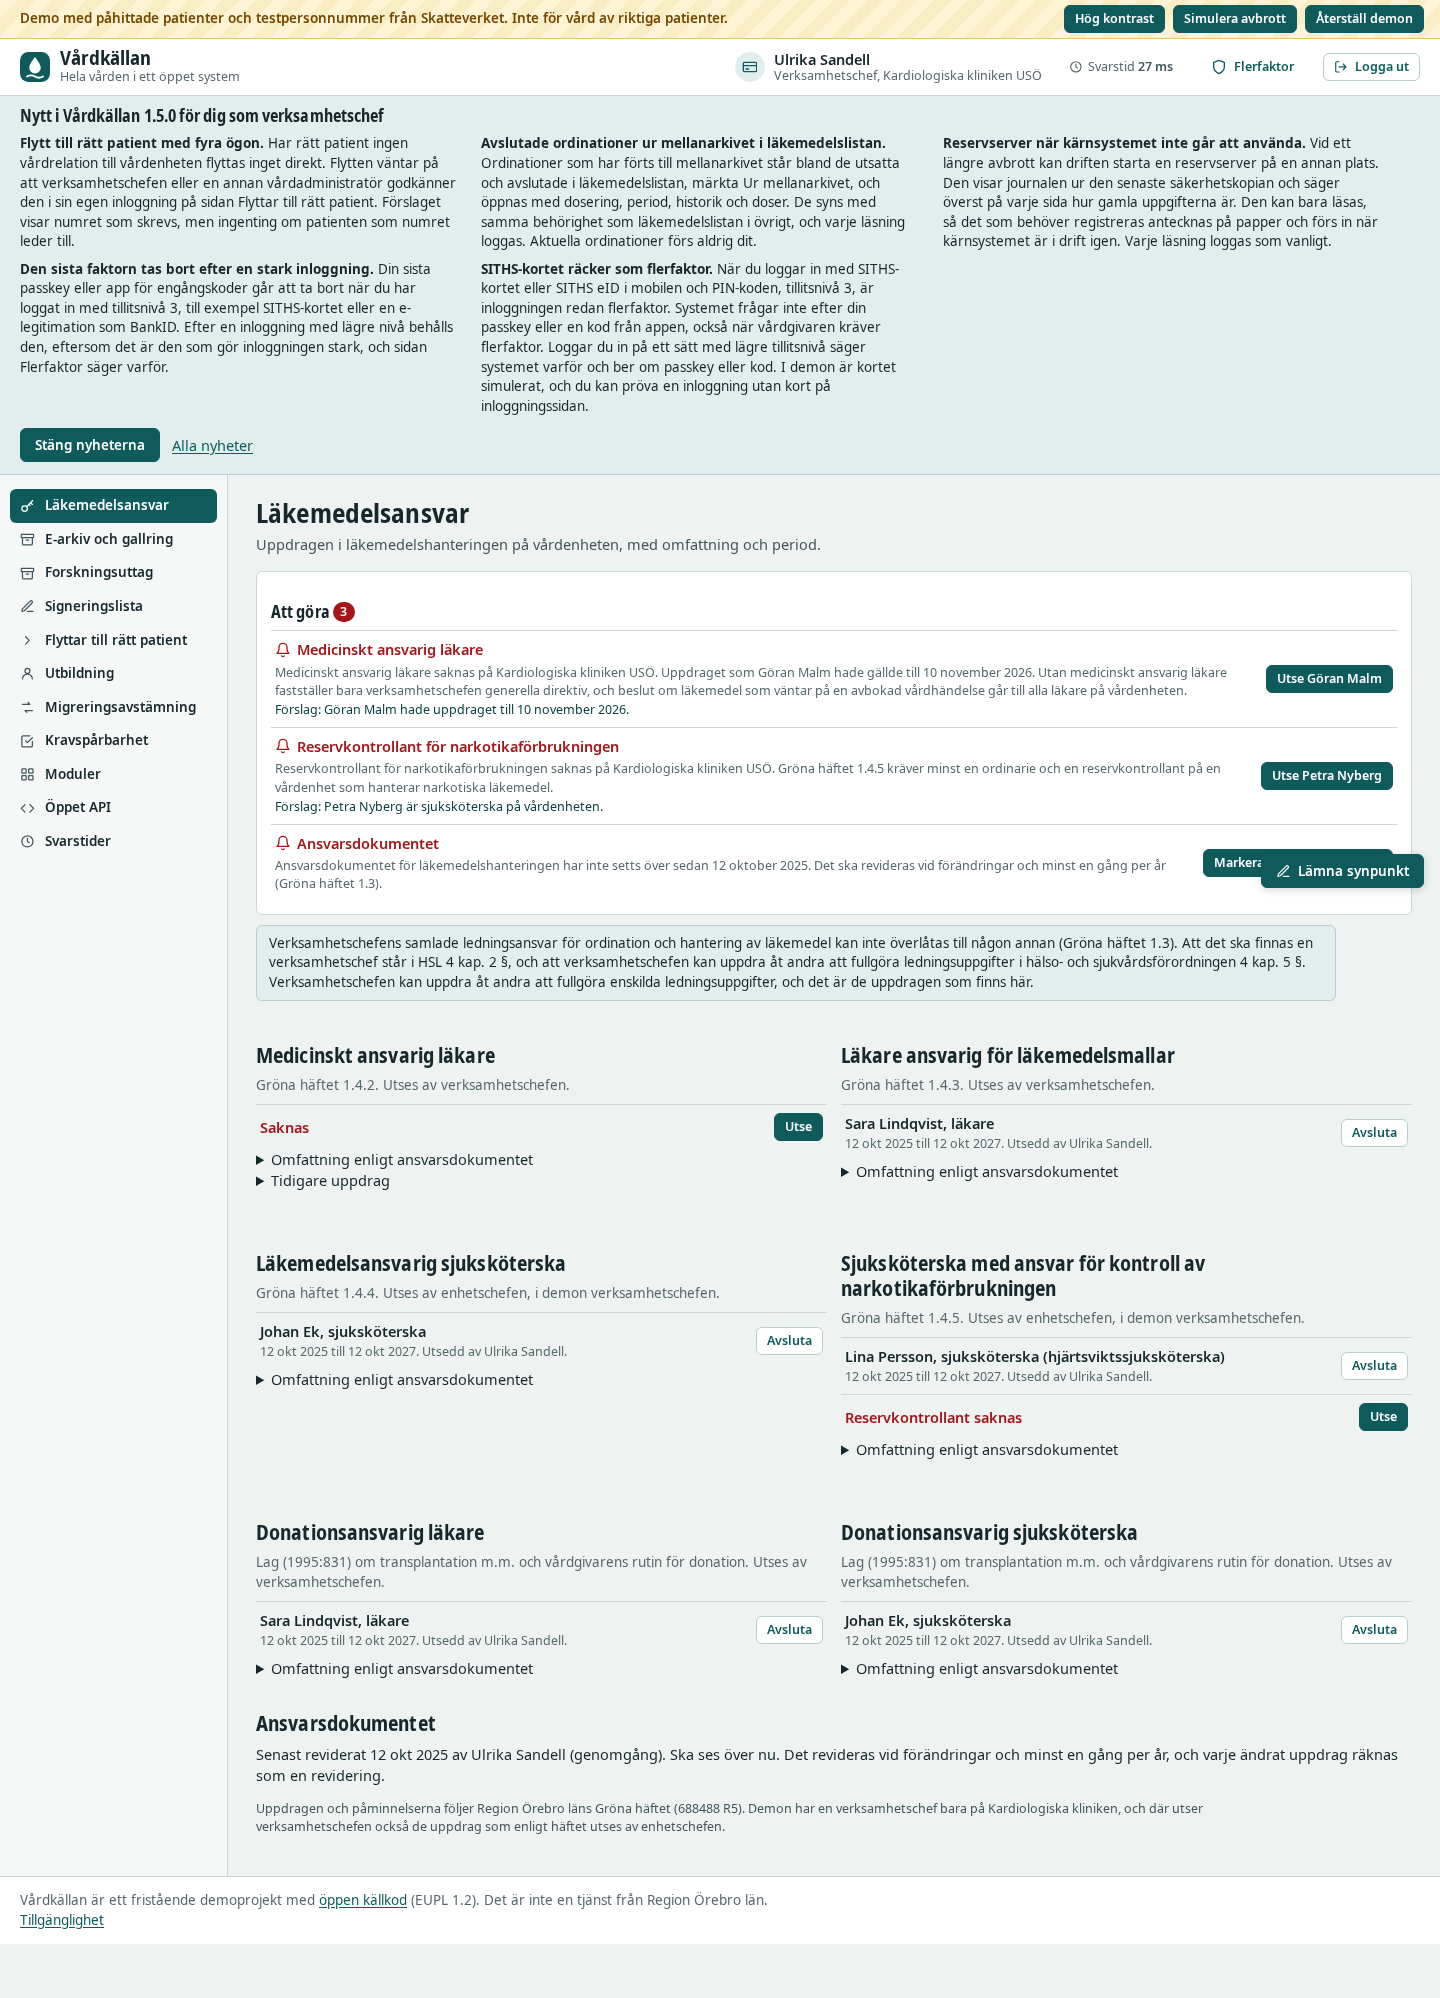 Demo med påhittade patienter och testpersonnummer från Skatteverket. Inte för vård av riktiga patienter.
Hög kontrast
Simulera avbrott
Återställ demon
Vårdkällan
Hela vården i ett öppet system
Ulrika Sandell
Verksamhetschef, Kardiologiska kliniken USÖ
Svarstid 27 ms
Flerfaktor
Logga ut
Nytt i Vårdkällan 1.5.0 för dig som verksamhetschef
Flytt till rätt patient med fyra ögon. Har rätt patient ingen
vårdrelation till vårdenheten flyttas inget direkt. Flytten väntar på
att verksamhetschefen eller en annan vårdadministratör godkänner
den i sin egen inloggning på sidan Flyttar till rätt patient. Förslaget
visar numret som skrevs, men ingenting om patienten som numret
leder till.
Den sista faktorn tas bort efter en stark inloggning. Din sista
passkey eller app för engångskoder går att ta bort när du har
loggat in med tillitsnivå 3, till exempel SITHS-kortet eller en e-
legitimation som BankID. Efter en inloggning med lägre nivå behålls
den, eftersom det är den som gör inloggningen stark, och sidan
Flerfaktor säger varför.
Avslutade ordinationer ur mellanarkivet i läkemedelslistan.
Ordinationer som har förts till mellanarkivet står bland de utsatta
och avslutade i läkemedelslistan, märkta Ur mellanarkivet, och
öppnas med dosering, period, historik och doser. De syns med
samma behörighet som läkemedelslistan i övrigt, och varje läsning
loggas. Aktuella ordinationer förs aldrig dit.
SITHS-kortet räcker som flerfaktor. När du loggar in med SITHS-
kortet eller SITHS eID i mobilen och PIN-koden, tillitsnivå 3, är
inloggningen redan flerfaktor. Systemet frågar inte efter din
passkey eller en kod från appen, också när vårdgivaren kräver
flerfaktor. Loggar du in på ett sätt med lägre tillitsnivå säger
systemet varför och ber om passkey eller kod. I demon är kortet
simulerat, och du kan pröva en inloggning utan kort på
inloggningssidan.
Reservserver när kärnsystemet inte går att använda. Vid ett
längre avbrott kan driften starta en reservserver på en annan plats.
Den visar journalen ur den senaste säkerhetskopian och säger
överst på varje sida hur gamla uppgifterna är. Den kan bara läsas,
så det som behöver registreras antecknas på papper och förs in när
kärnsystemet är i drift igen. Varje läsning loggas som vanligt.
Stäng nyheterna
Alla nyheter
Läkemedelsansvar
E-arkiv och gallring
Forskningsuttag
Signeringslista
Flyttar till rätt patient
Utbildning
Migreringsavstämning
Kravspårbarhet
Moduler
Öppet API
Svarstider
Läkemedelsansvar
Uppdragen i läkemedelshanteringen på vårdenheten, med omfattning och period.
Att göra 3
Medicinskt ansvarig läkare
Medicinskt ansvarig läkare saknas på Kardiologiska kliniken USÖ. Uppdraget som Göran Malm hade gällde till 10 november 2026. Utan medicinskt ansvarig läkare
fastställer bara verksamhetschefen generella direktiv, och beslut om läkemedel som väntar på en avbokad vårdhändelse går till alla läkare på vårdenheten.
Förslag: Göran Malm hade uppdraget till 10 november 2026.
Utse Göran Malm
Reservkontrollant för narkotikaförbrukningen
Reservkontrollant för narkotikaförbrukningen saknas på Kardiologiska kliniken USÖ. Gröna häftet 1.4.5 kräver minst en ordinarie och en reservkontrollant på en
vårdenhet som hanterar narkotiska läkemedel.
Förslag: Petra Nyberg är sjuksköterska på vårdenheten.
Utse Petra Nyberg
Ansvarsdokumentet
Ansvarsdokumentet för läkemedelshanteringen har inte setts över sedan 12 oktober 2025. Det ska revideras vid förändringar och minst en gång per år
(Gröna häftet 1.3).
Markera
Lämna synpunkt
Verksamhetschefens samlade ledningsansvar för ordination och hantering av läkemedel kan inte överlåtas till någon annan (Gröna häftet 1.3). Att det ska finnas en
verksamhetschef står i HSL 4 kap. 2 §, och att verksamhetschefen kan uppdra åt andra att fullgöra ledningsuppgifter i hälso- och sjukvårdsförordningen 4 kap. 5 §.
Verksamhetschefen kan uppdra åt andra att fullgöra enskilda ledningsuppgifter, och det är de uppdragen som finns här.
Medicinskt ansvarig läkare
Gröna häftet 1.4.2. Utses av verksamhetschefen.
Saknas
Utse
Omfattning enligt ansvarsdokumentet
Tidigare uppdrag
Läkare ansvarig för läkemedelsmallar
Gröna häftet 1.4.3. Utses av verksamhetschefen.
Sara Lindqvist, läkare
12 okt 2025 till 12 okt 2027. Utsedd av Ulrika Sandell.
Avsluta
Omfattning enligt ansvarsdokumentet
Läkemedelsansvarig sjuksköterska
Gröna häftet 1.4.4. Utses av enhetschefen, i demon verksamhetschefen.
Johan Ek, sjuksköterska
12 okt 2025 till 12 okt 2027. Utsedd av Ulrika Sandell.
Avsluta
Omfattning enligt ansvarsdokumentet
Sjuksköterska med ansvar för kontroll av
narkotikaförbrukningen
Gröna häftet 1.4.5. Utses av enhetschefen, i demon verksamhetschefen.
Lina Persson, sjuksköterska (hjärtsviktssjuksköterska)
12 okt 2025 till 12 okt 2027. Utsedd av Ulrika Sandell.
Avsluta
Reservkontrollant saknas
Utse
Omfattning enligt ansvarsdokumentet
Donationsansvarig läkare
Lag (1995:831) om transplantation m.m. och vårdgivarens rutin för donation. Utses av
verksamhetschefen.
Sara Lindqvist, läkare
12 okt 2025 till 12 okt 2027. Utsedd av Ulrika Sandell.
Avsluta
Omfattning enligt ansvarsdokumentet
Donationsansvarig sjuksköterska
Lag (1995:831) om transplantation m.m. och vårdgivarens rutin för donation. Utses av
verksamhetschefen.
Johan Ek, sjuksköterska
12 okt 2025 till 12 okt 2027. Utsedd av Ulrika Sandell.
Avsluta
Omfattning enligt ansvarsdokumentet
Ansvarsdokumentet
Senast reviderat 12 okt 2025 av Ulrika Sandell (genomgång). Ska ses över nu. Det revideras vid förändringar och minst en gång per år, och varje ändrat uppdrag räknas
som en revidering.
Uppdragen och påminnelserna följer Region Örebro läns Gröna häftet (688488 R5). Demon har en verksamhetschef bara på Kardiologiska kliniken, och där utser
verksamhetschefen också de uppdrag som enligt häftet utses av enhetschefen.
Vårdkällan är ett fristående demoprojekt med öppen källkod (EUPL 1.2). Det är inte en tjänst från Region Örebro län.
Tillgänglighet